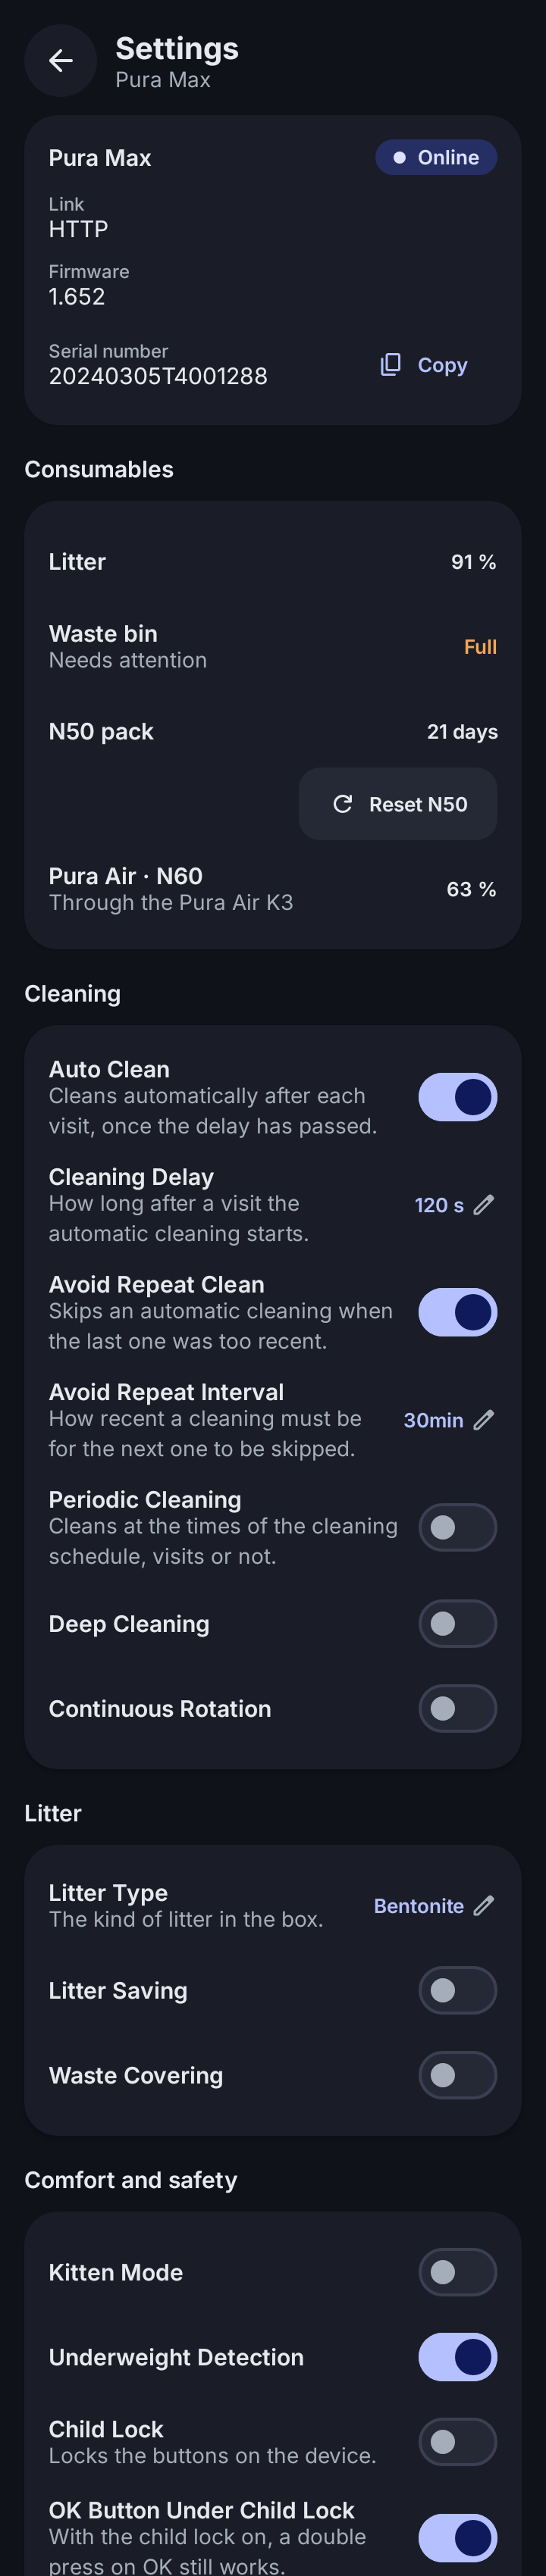 Settings
Pura Max
Pura Max
Online
Link
HTTP
Firmware
1.652
Serial number
20240305T4001288
Copy
Consumables
Litter
91 %
Waste bin
Needs attention
Full
N50 pack
21 days
Reset N50
Pura Air · N60
Through the Pura Air K3
63 %
Cleaning
Auto Clean
Cleans automatically after each
visit, once the delay has passed.
Cleaning Delay
How long after a visit the
automatic cleaning starts.
120 s
Avoid Repeat Clean
Skips an automatic cleaning when
the last one was too recent.
Avoid Repeat Interval
How recent a cleaning must be
for the next one to be skipped.
30min
Periodic Cleaning
Cleans at the times of the cleaning
schedule, visits or not.
Deep Cleaning
Continuous Rotation
Litter
Litter Type
The kind of litter in the box.
Bentonite
Litter Saving
Waste Covering
Comfort and safety
Kitten Mode
Underweight Detection
Child Lock
Locks the buttons on the device.
OK Button Under Child Lock
With the child lock on, a double
press on OK still works.